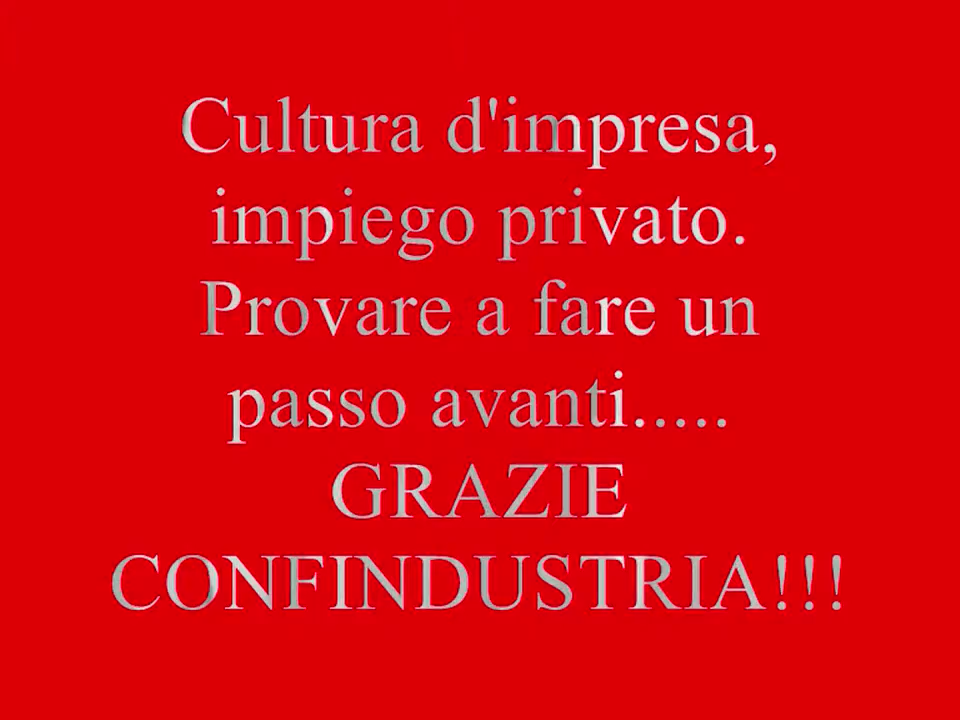 Cultura d'impresa,
impiego privato.
Provare a fare un
passo avanti.....
GRAZIE
CONFINDUSTRIA!!!